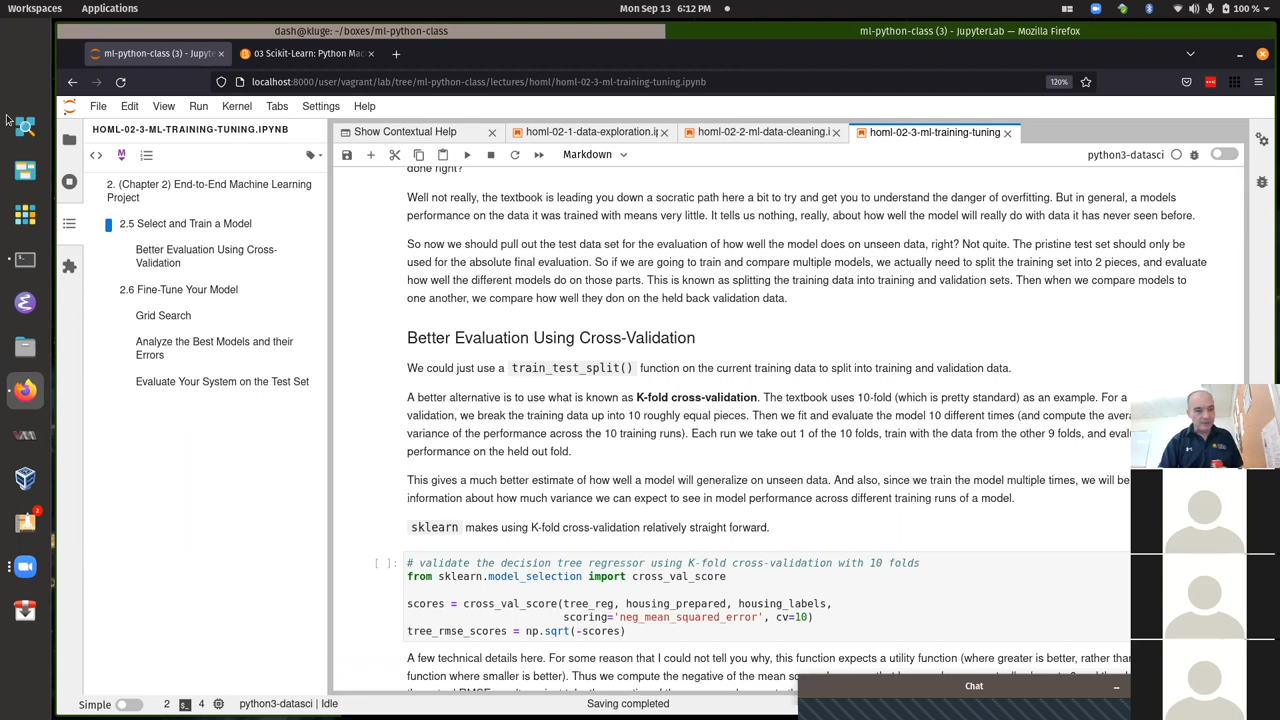 Workspaces Applications Mon Sep 13 6:12 PM 100 %
dash@kluge: ~/boxes/ml-python-class ml-python-class (3) - JupyterLab — Mozilla Firefox
ml-python-class (3) - Jupyte 03 Scikit-Learn: Python Mac
localhost:8000/user/vagrant/lab/tree/ml-python-class/lectures/homl/homl-02-3-ml-training-tuning.ipynb 120%
File Edit View Run Kernel Tabs Settings Help
HOML-02-3-ML-TRAINING-TUNING.IPYNB
Show Contextual Help homl-02-1-data-exploration.ip homl-02-2-ml-data-cleaning.i homl-02-3-ml-training-tuning
Markdown python3-datasci
2. (Chapter 2) End-to-End Machine Learning
Project
2.5 Select and Train a Model
Better Evaluation Using Cross-
Validation
2.6 Fine-Tune Your Model
Grid Search
Analyze the Best Models and their
Errors
Evaluate Your System on the Test Set
done right?
Well not really, the textbook is leading you down a socratic path here a bit to try and get you to understand the danger of overfitting. But in general, a models
performance on the data it was trained with means very little. It tells us nothing, really, about how well the model will really do with data it has never seen before.
So now we should pull out the test data set for the evaluation of how well the model does on unseen data, right? Not quite. The pristine test set should only be
used for the absolute final evaluation. So if we are going to train and compare multiple models, we actually need to split the training set into 2 pieces, and evaluate
how well the different models do on those parts. This is known as splitting the training data into training and validation sets. Then when we compare models to
one another, we compare how well they don on the held back validation data.
Better Evaluation Using Cross-Validation
We could just use a train_test_split() function on the current training data to split into training and validation data.
A better alternative is to use what is known as K-fold cross-validation. The textbook uses 10-fold (which is pretty standard) as an example. For a
validation, we break the training data up into 10 roughly equal pieces. Then we fit and evaluate the model 10 different times (and compute the avera
variance of the performance across the 10 training runs). Each run we take out 1 of the 10 folds, train with the data from the other 9 folds, and evalu
performance on the held out fold.
This gives a much better estimate of how well a model will generalize on unseen data. And also, since we train the model multiple times, we will be
information about how much variance we can expect to see in model performance across different training runs of a model.
sklearn makes using K-fold cross-validation relatively straight forward.
[ ]: # validate the decision tree regressor using K-fold cross-validation with 10 folds
from sklearn.model_selection import cross_val_score
scores = cross_val_score(tree_reg, housing_prepared, housing_labels,
scoring='neg_mean_squared_error', cv=10)
tree_rmse_scores = np.sqrt(-scores)
A few technical details here. For some reason that I could not tell you why, this function expects a utility function (where greater is better, rather than
function where smaller is better). Thus we compute the negative of the mean
Chat
Simple 2 4 python3-datasci | Idle Saving completed